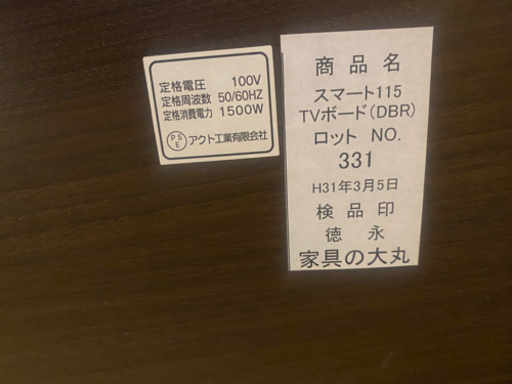 定格電圧 100V
定格周波数 50/60HZ
定格消費電力 1500W
PSE アクト工業有限会社
商品名
スマート115
TVボード(DBR)
ロット NO.
331
H31年3月5日
検品印
徳永
家具の大丸